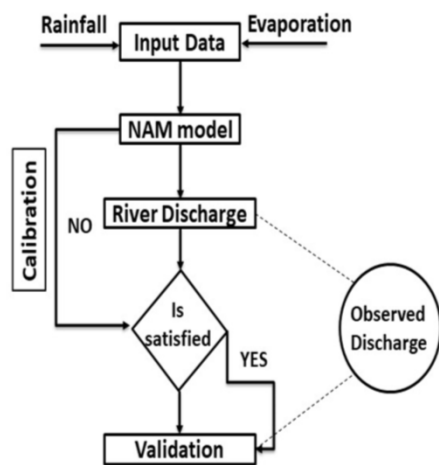 Rainfall
Evaporation
Input Data
NAM model
Calibration
NO
River Discharge
Is
satisfied
Observed
Discharge
YES
Validation